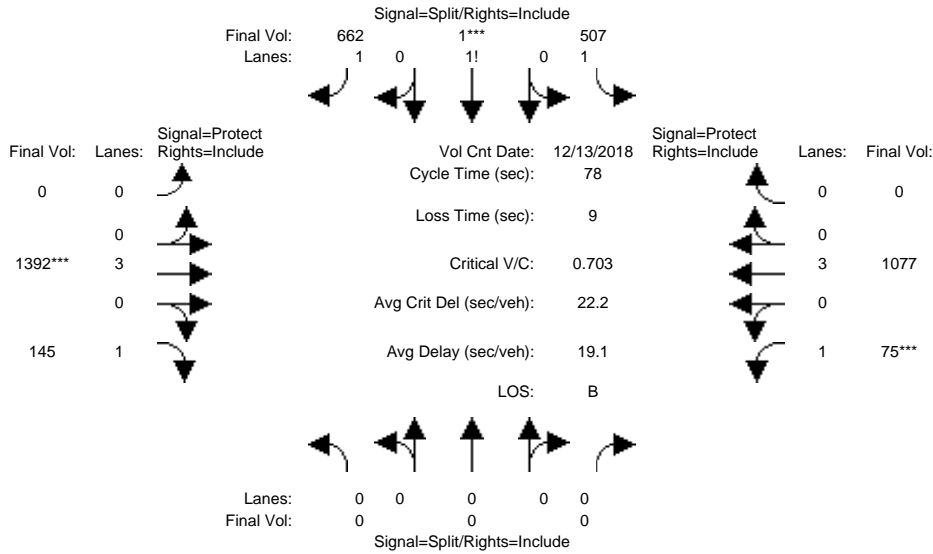 Signal=Split/Rights=Include
Final Vol: 662 1*** 507
Lanes: 1 0 1! 0 1
Signal=Protect Signal=Protect
Final Vol: Lanes: Rights=Include Vol Cnt Date: 12/13/2018 Rights=Include Lanes: Final Vol:
Cycle Time (sec): 78
0 0 0 0
Loss Time (sec): 9
0 0
1392*** 3 Critical V/C: 0.703 3 1077
0 Avg Crit Del (sec/veh): 22.2 0
145 1 Avg Delay (sec/veh): 19.1 1 75***
LOS: B
Lanes: 0 0 0 0 0
Final Vol: 0 0 0
Signal=Split/Rights=Include